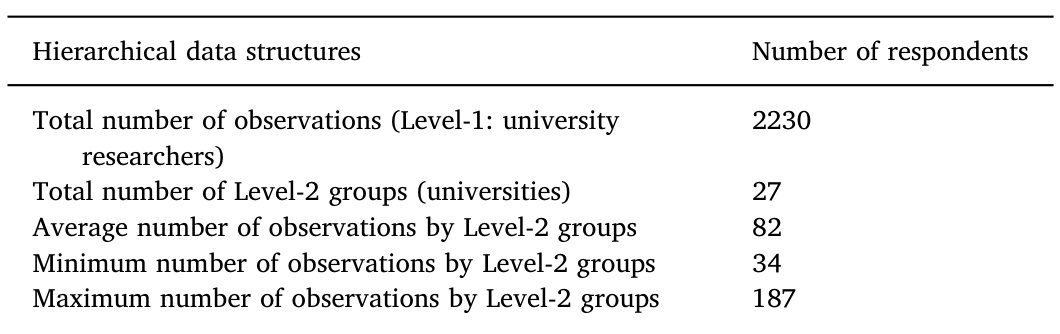 Hierarchical data structures Number of respondents
Total number of observations (Level-1: university 2230
researchers)
Total number of Level-2 groups (universities) 27
Average number of observations by Level-2 groups 82
Minimum number of observations by Level-2 groups 34
Maximum number of observations by Level-2 groups 187